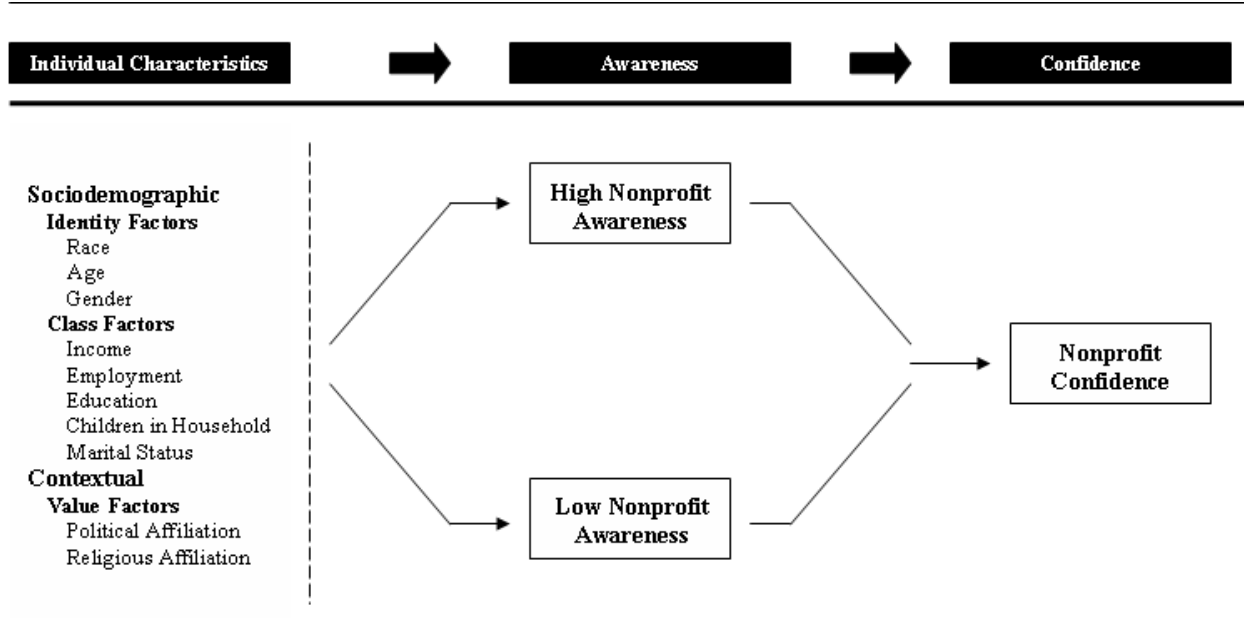 Individual Characteristics
Awareness
Confidence
Sociodemographic
Identity Factors
Race
Age
Gender
Class Factors
Income
Employment
Education
Children in Household
Marital Status
Contextual
Value Factors
Political Affiliation
Religious Affiliation
High Nonprofit
Awareness
Low Nonprofit
Awareness
Nonprofit
Confidence